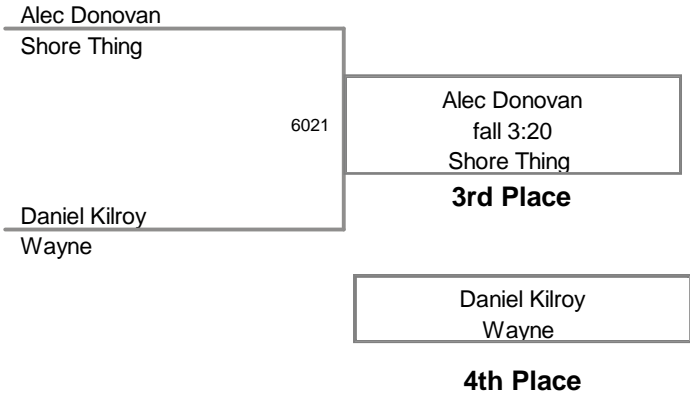 Alec Donovan
Shore Thing
6021
Alec Donovan
fall 3:20
Shore Thing
3rd Place
Daniel Kilroy
Wayne
Daniel Kilroy
Wayne
4th Place